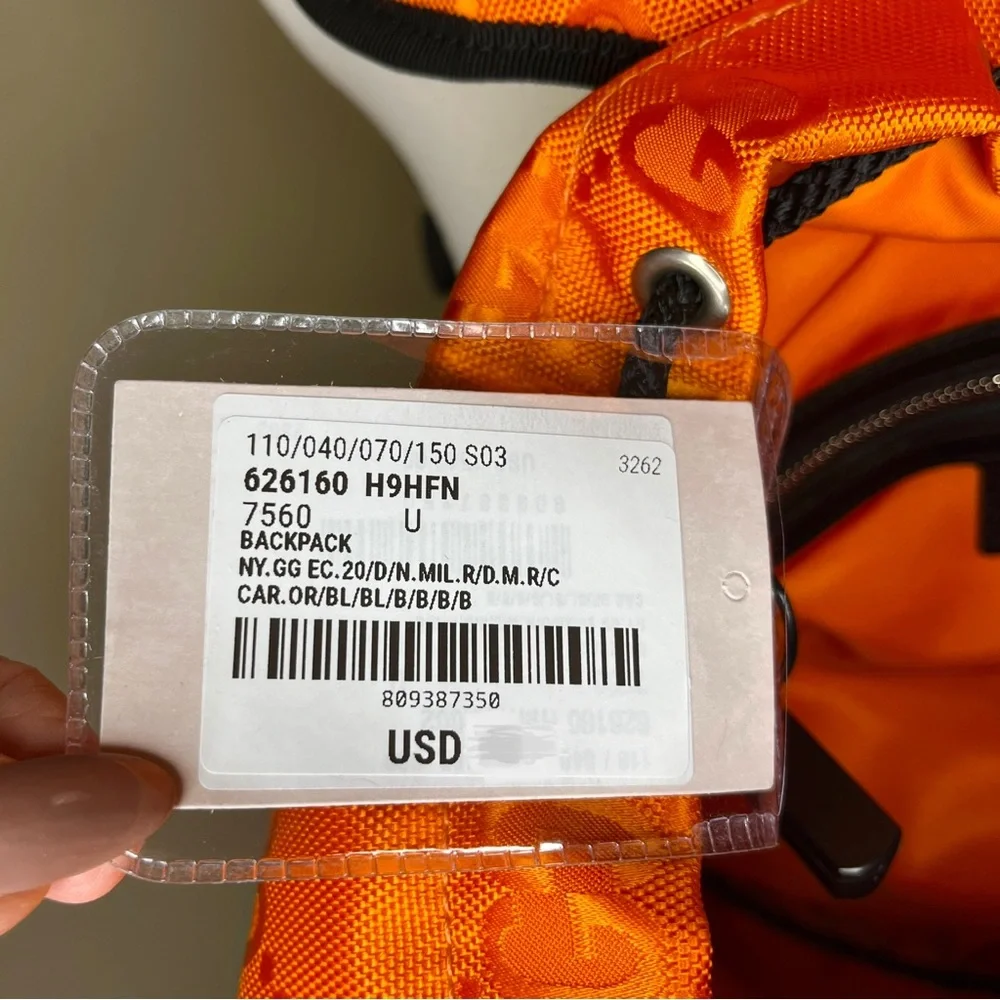 110/040/070/150 S03
3262
626160 H9HFN
7560 U
BACKPACK
NY.GG EC.20/D/N.MIL.R/D.M.R/C
CAR.OR/BL/BL/B/B/B/B
809387350
USD